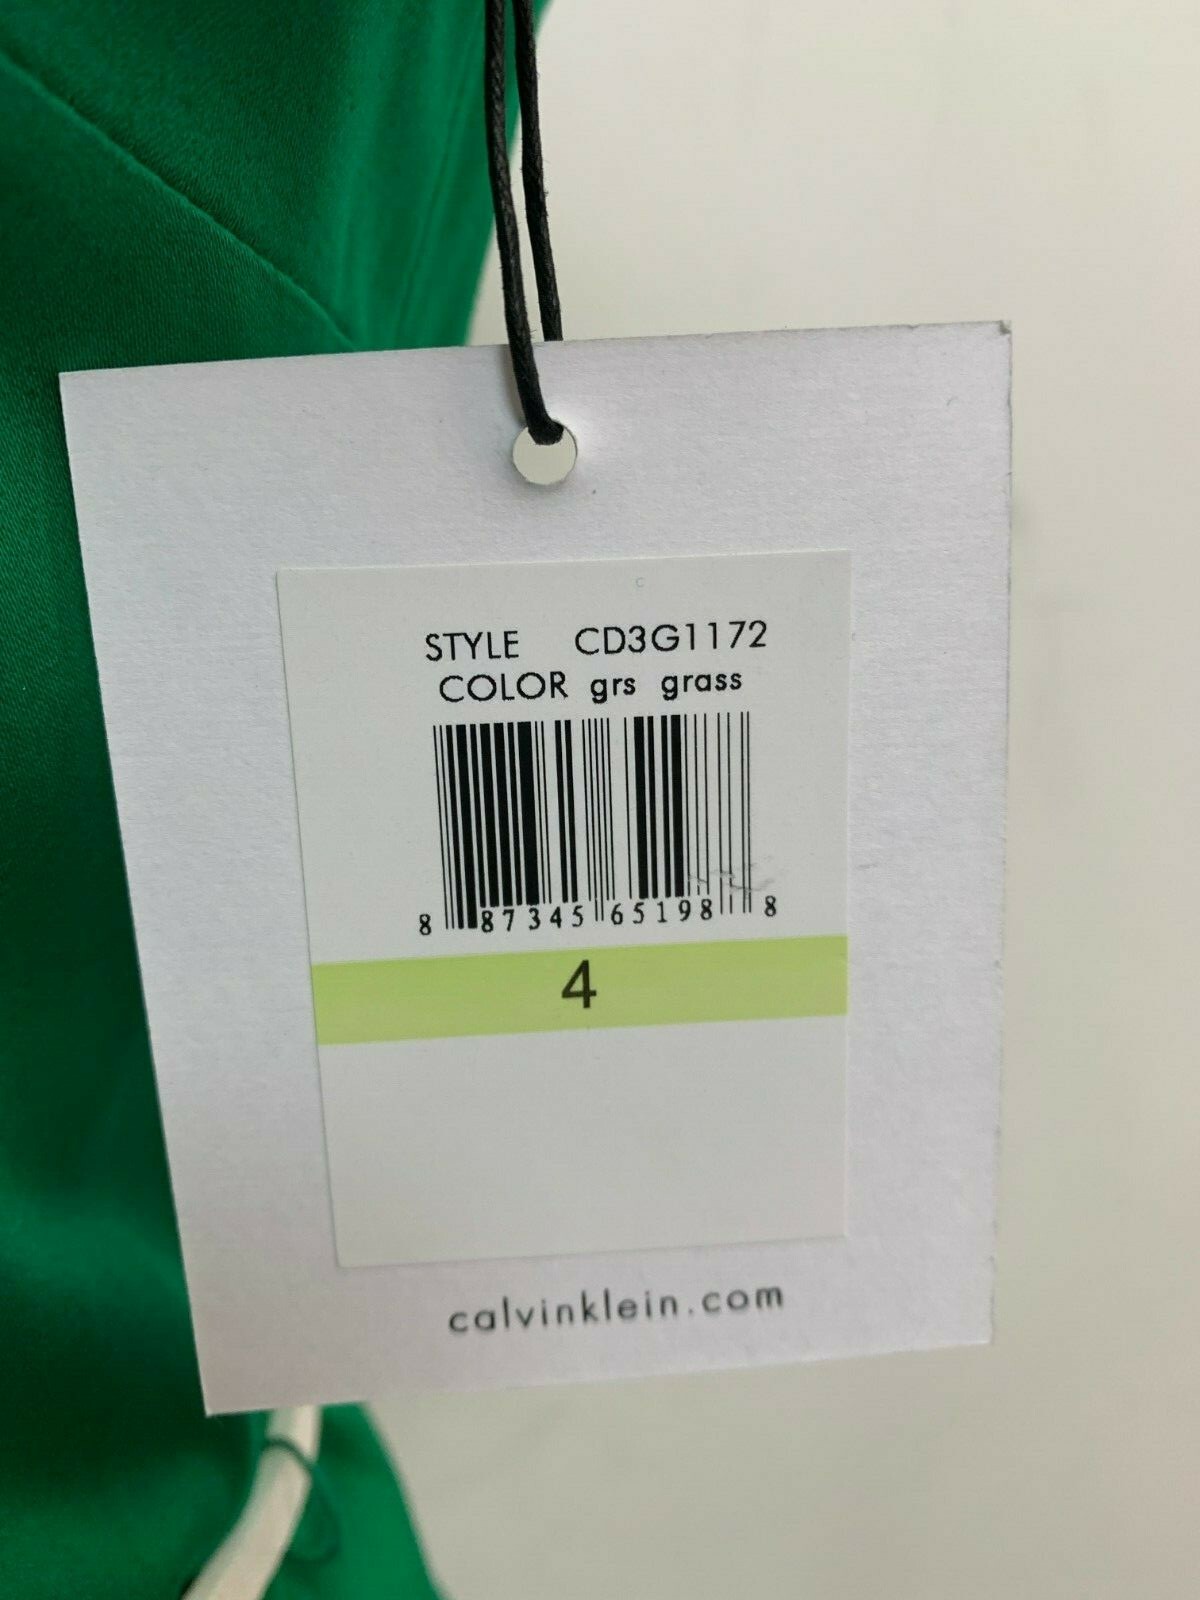 STYLE CD3G1172
COLOR grs grass
8 87345 65198 8
4
calvinklein.com